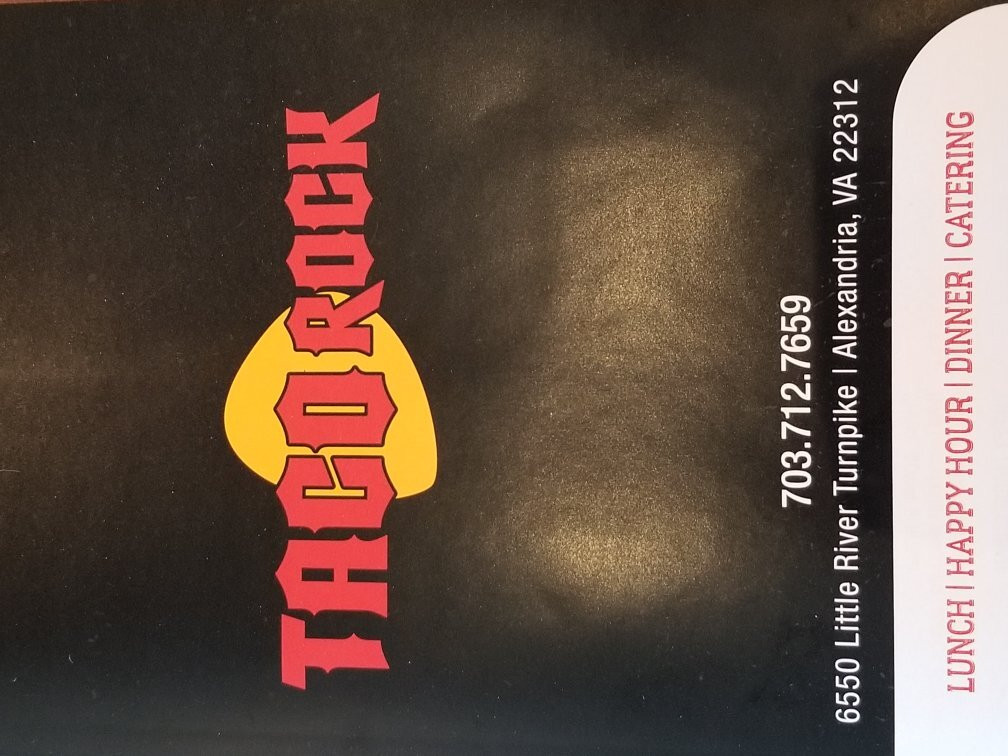 TACO ROCK
703.712.7659
6550 Little River Turnpike | Alexandria, VA 22312
LUNCH | HAPPY HOUR | DINNER | CATERING